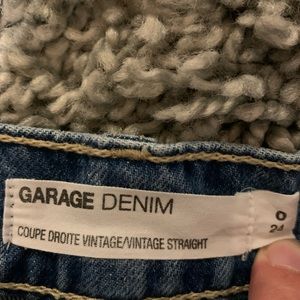 GARAGE DENIM
COUPE DROITE VINTAGE/VINTAGE STRAIGHT
0
24